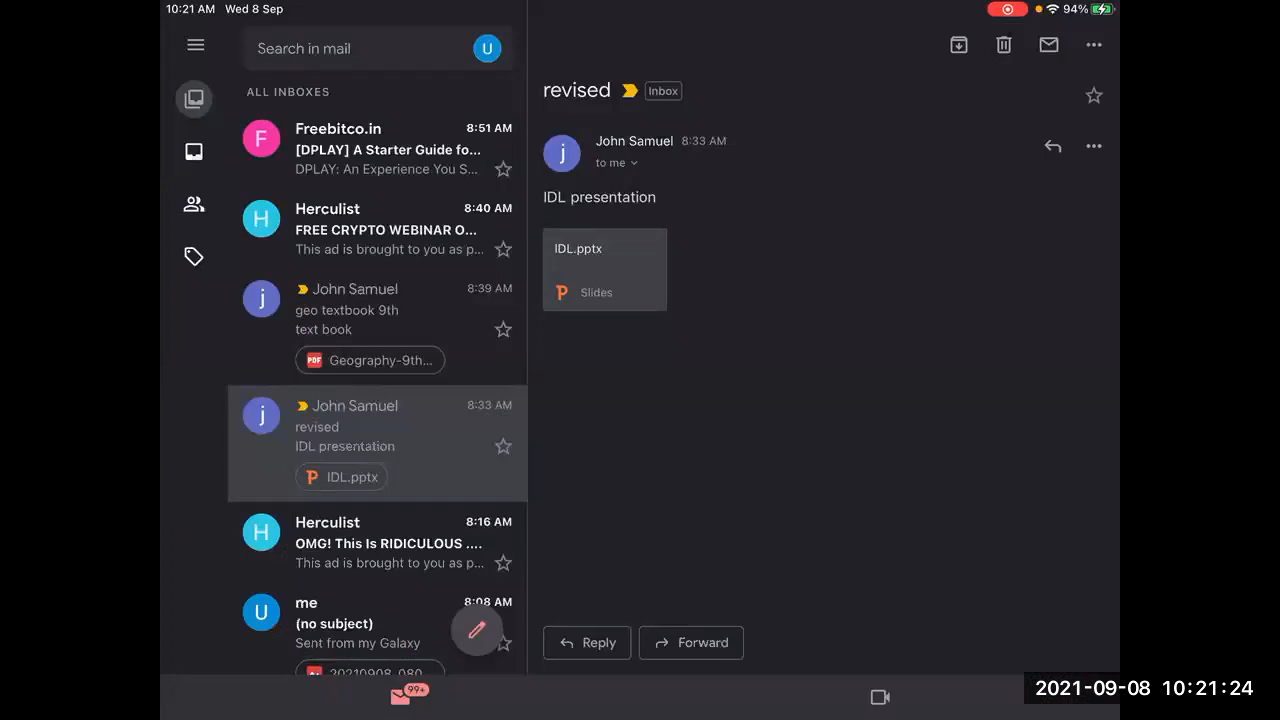 10:21 AM Wed 8 Sep
94%
Search in mail
U
ALL INBOXES
F
Freebitco.in
8:51 AM
[DPLAY] A Starter Guide fo...
DPLAY: An Experience You S...
H
Herculist
8:40 AM
FREE CRYPTO WEBINAR O...
This ad is brought to you as p...
j
John Samuel
8:39 AM
geo textbook 9th
text book
PDF
Geography-9th...
j
John Samuel
8:33 AM
revised
IDL presentation
P
IDL.pptx
H
Herculist
8:16 AM
OMG! This Is RIDICULOUS ....
This ad is brought to you as p...
U
me
8:08 AM
(no subject)
Sent from my Galaxy
99+
revised
Inbox
j
John Samuel 8:33 AM
to me
IDL presentation
IDL.pptx
P
Slides
Reply
Forward
2021-09-08 10:21:24